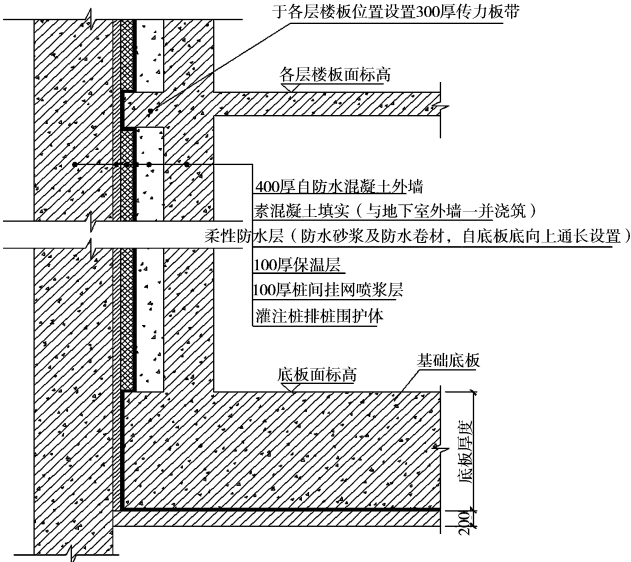 于各层楼板位置设置300厚传力板带
各层楼板面标高
400厚自防水混凝土外墙
素混凝土填实（与地下室外墙一并浇筑）
柔性防水层（防水砂浆及防水卷材，自底板底向上通长设置）
100厚保温层
100厚桩间挂网喷浆层
灌注桩排桩围护体
底板面标高
基础底板
底板厚度
200